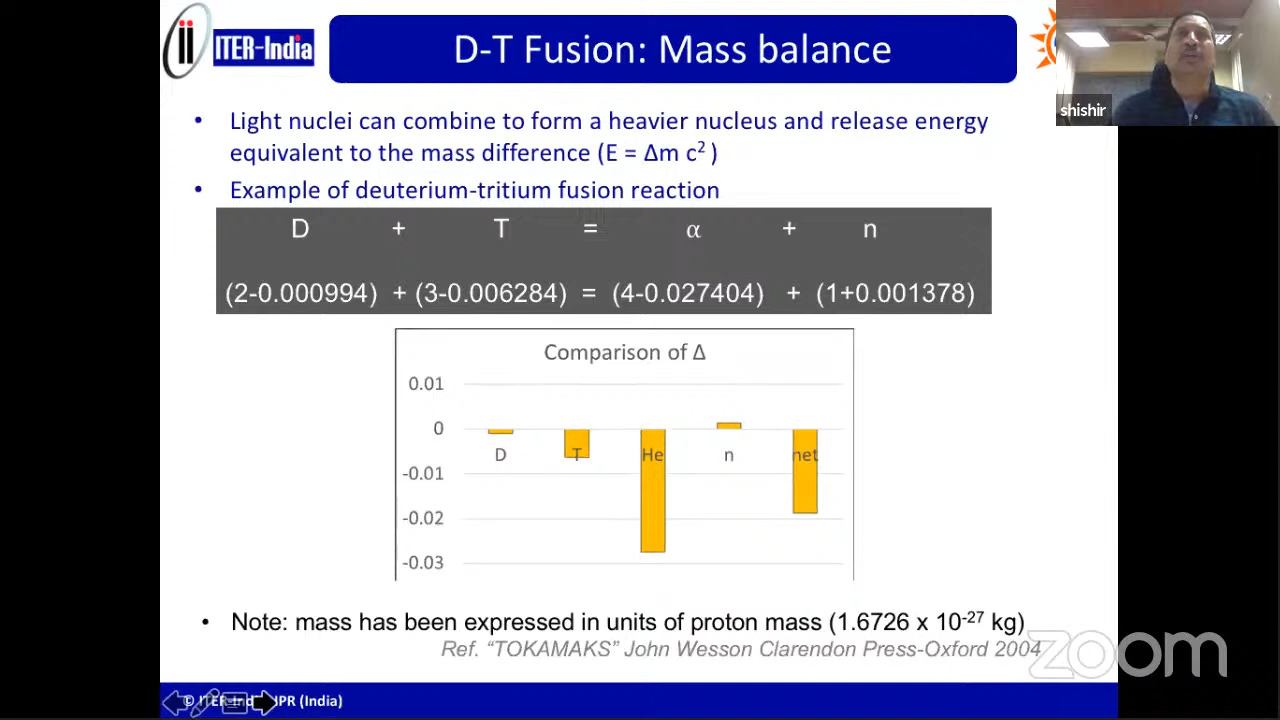 ITER-India
D-T Fusion: Mass balance
shishir
• Light nuclei can combine to form a heavier nucleus and release energy
equivalent to the mass difference (E = Δm c²)
• Example of deuterium-tritium fusion reaction
D + T = α + n
(2-0.000994) + (3-0.006284) = (4-0.027404) + (1+0.001378)
Comparison of Δ
0.01
0
D T He n net
-0.01
-0.02
-0.03
• Note: mass has been expressed in units of proton mass (1.6726 x 10⁻²⁷ kg)
Ref. “TOKAMAKS” John Wesson Clarendon Press-Oxford 2004
zoom
© (India)